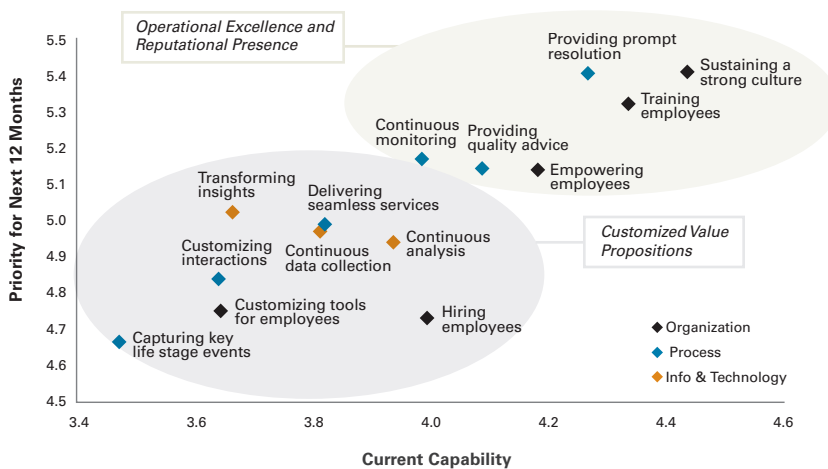 Operational Excellence and
Reputational Presence
Priority for Next 12 Months
5.5
5.4
5.3
5.2
5.1
5.0
4.9
4.8
4.7
4.6
4.5
Providing prompt
resolution
Sustaining a
strong culture
Training
employees
Continuous
monitoring
Providing
quality advice
Empowering
employees
Transforming
insights
Delivering
seamless services
Customized Value
Propositions
Customizing
interactions
Continuous
data collection
Continuous
analysis
Customizing tools
for employees
Hiring
employees
Capturing key
life stage events
Organization
Process
Info & Technology
3.4
3.6
3.8
4.0
4.2
4.4
4.6
Current Capability